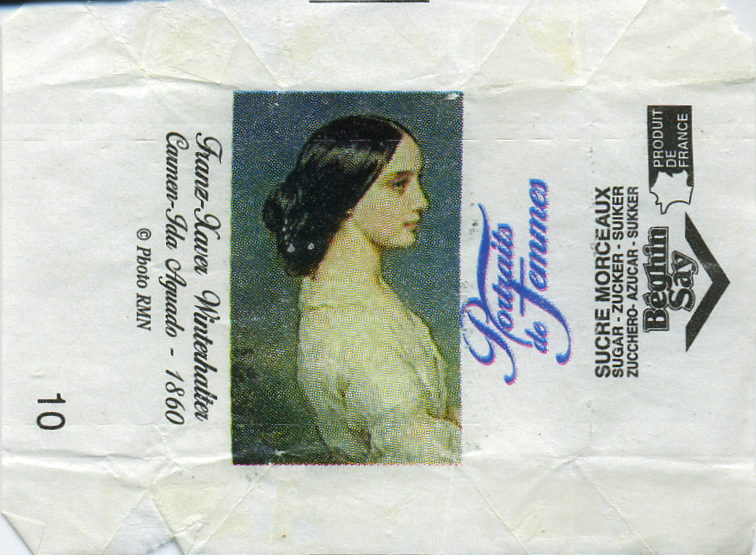 Portraits
de Femmes
SUCRE MORCEAUX
SUGAR - ZUCKER - SUIKER
ZUCCHERO - AZUCAR - SUKKER
Béghin
Say
PRODUIT
DE
FRANCE
Franz-Xaver Winterhalter
Carmen-Ida Aguado - 1860
© Photo RMN
10